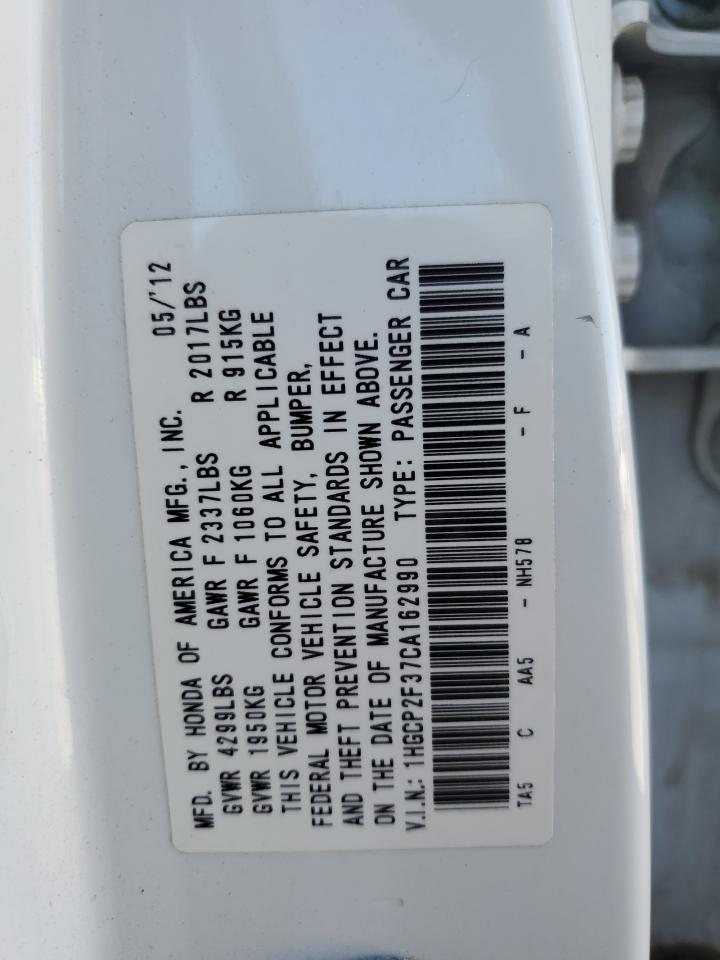 MFD. BY HONDA OF AMERICA MFG., INC. 05/'12
GVWR 4299LBS GAWR F 2337LBS R 2017LBS
GVWR 1950KG GAWR F 1060KG R 915KG
THIS VEHICLE CONFORMS TO ALL APPLICABLE
FEDERAL MOTOR VEHICLE SAFETY, BUMPER,
AND THEFT PREVENTION STANDARDS IN EFFECT
ON THE DATE OF MANUFACTURE SHOWN ABOVE.
V.I.N.: 1HGCP2F37CA162990 TYPE: PASSENGER CAR
TA5 C AA5 - NH578 - F - A